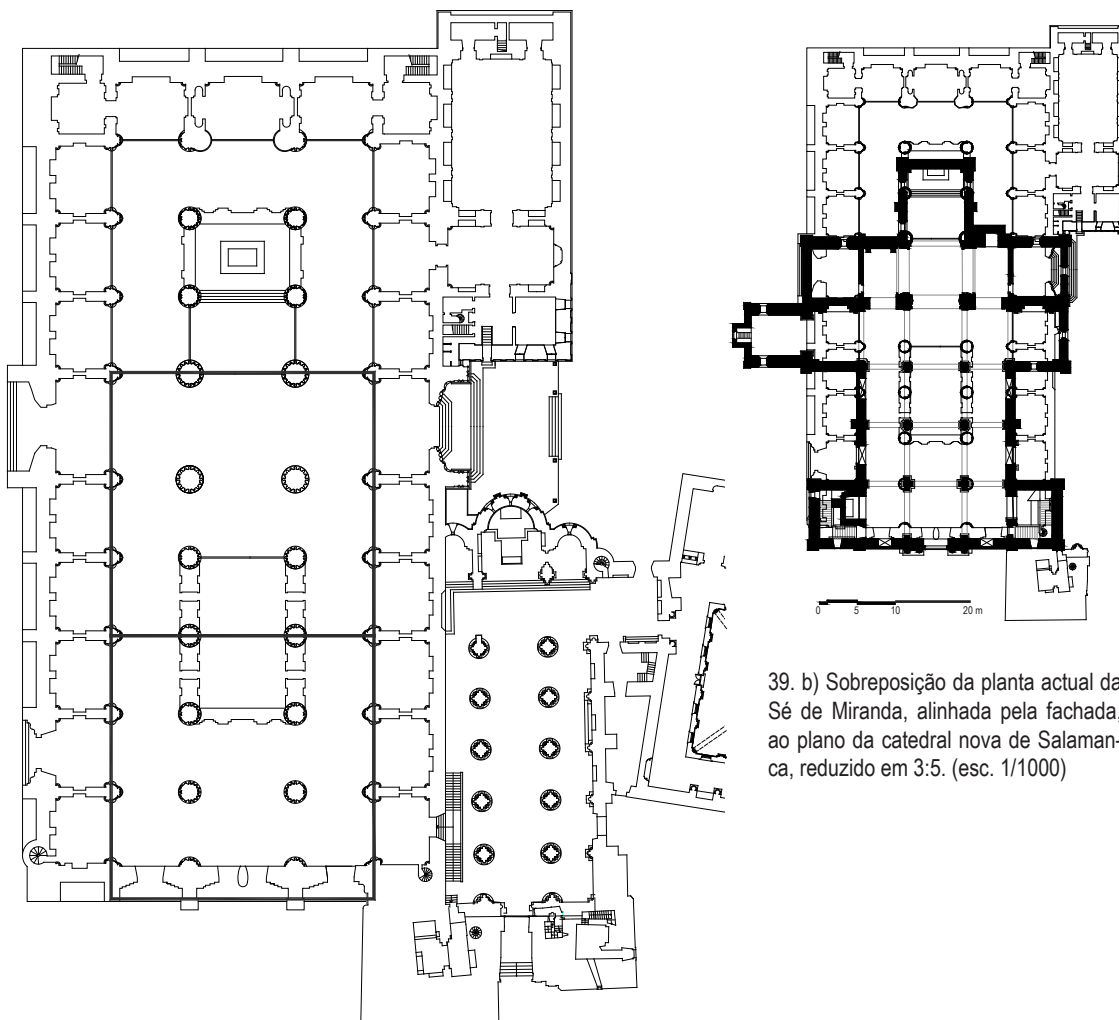 0 5 10 20 m
39. b) Sobreposição da planta actual da
Sé de Miranda, alinhada pela fachada,
ao plano da catedral nova de Salaman-
ca, reduzido em 3:5. (esc. 1/1000)